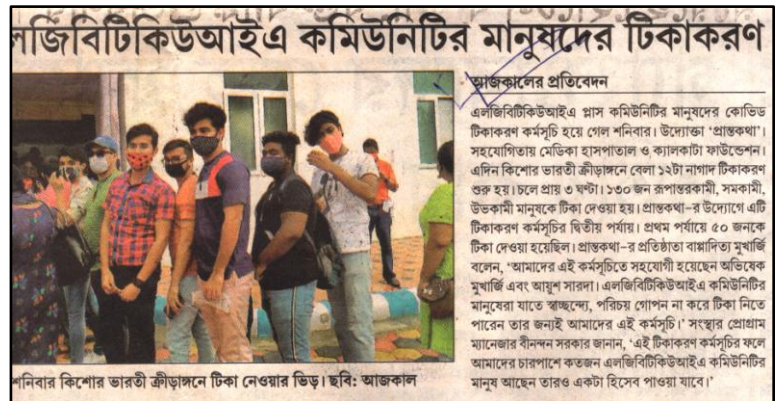 লজিবিটিকিউআইএ কমিউনিটির মানুষদের টিকাকরণ
আজকালের প্রতিবেদন
এলজিবিটিকিউআইএ প্লাস কমিউনিটির মানুষদের কোভিড
টিকাকরণ কর্মসূচি হয়ে গেল শনিবার। উদ্যোক্তা ‘প্রান্তকথা’।
সহযোগিতায় মেডিকা হাসপাতাল ও ক্যালকাটা ফাউন্ডেশন।
এদিন কিশোর ভারতী ক্রীড়াঙ্গনে বেলা ১২টা নাগাদ টিকাকরণ
শুরু হয়। চলে প্রায় ৩ ঘণ্টা। ১৩০ জন রূপান্তরকামী, সমকামী,
উভকামী মানুষকে টিকা দেওয়া হয়। প্রান্তকথা-র উদ্যোগে এটি
টিকাকরণ কর্মসূচির দ্বিতীয় পর্যায়। প্রথম পর্যায়ে ৫০ জনকে
টিকা দেওয়া হয়েছিল। প্রান্তকথা-র প্রতিষ্ঠাতা বাপ্পাদিত্য মুখার্জি
বলেন, ‘আমাদের এই কর্মসূচিতে সহযোগী হয়েছেন অভিষেক
মুখার্জি এবং আয়ুশ সারদা। এলজিবিটিকিউআইএ কমিউনিটির
মানুষেরা যাতে স্বাচ্ছন্দ্যে, পরিচয় গোপন না করে টিকা নিতে
পারেন তার জন্যই আমাদের এই কর্মসূচি।’ সংস্থার প্রোগ্রাম
ম্যানেজার বীনন্দন সরকার জানান, ‘এই টিকাকরণ কর্মসূচির ফলে
আমাদের চারপাশে কতজন এলজিবিটিকিউআইএ কমিউনিটির
মানুষ আছেন তারও একটা হিসেব পাওয়া যাবে।’
শনিবার কিশোর ভারতী ক্রীড়াঙ্গনে টিকা নেওয়ার ভিড়। ছবি: আজকাল